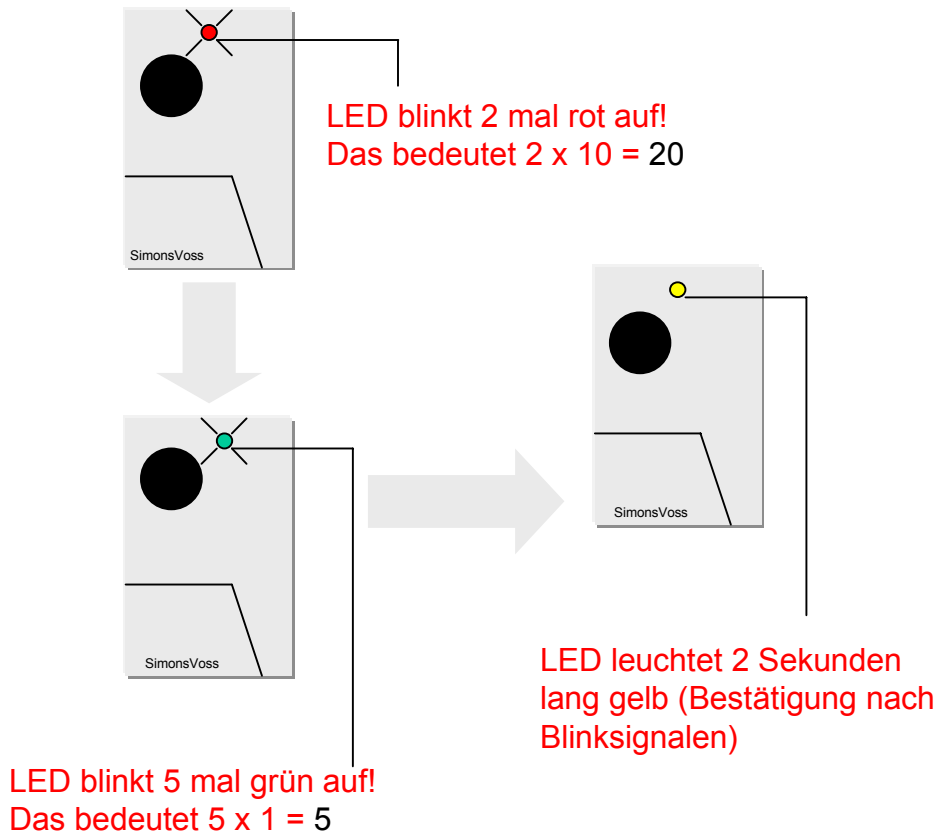 LED blinkt 2 mal rot auf!
Das bedeutet 2 x 10 = 20
SimonsVoss
SimonsVoss
SimonsVoss
LED leuchtet 2 Sekunden
lang gelb (Bestätigung nach
Blinksignalen)
LED blinkt 5 mal grün auf!
Das bedeutet 5 x 1 = 5